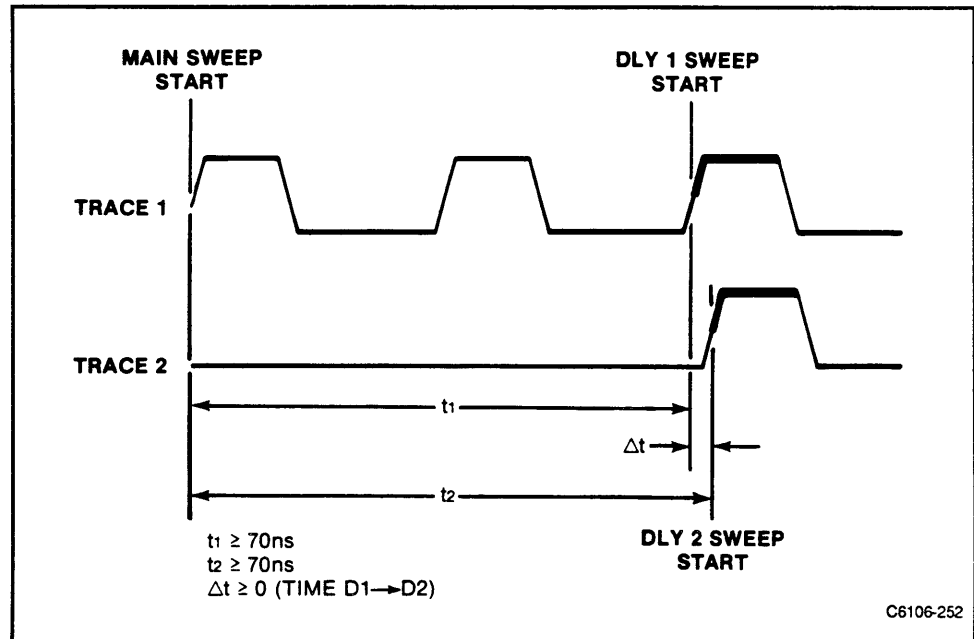 MAIN SWEEP
START
DLY 1 SWEEP
START
TRACE 1
TRACE 2
t1
Δt
t2
t1 ≥ 70ns
t2 ≥ 70ns
Δt ≥ 0 (TIME D1→D2)
DLY 2 SWEEP
START
C6106-252